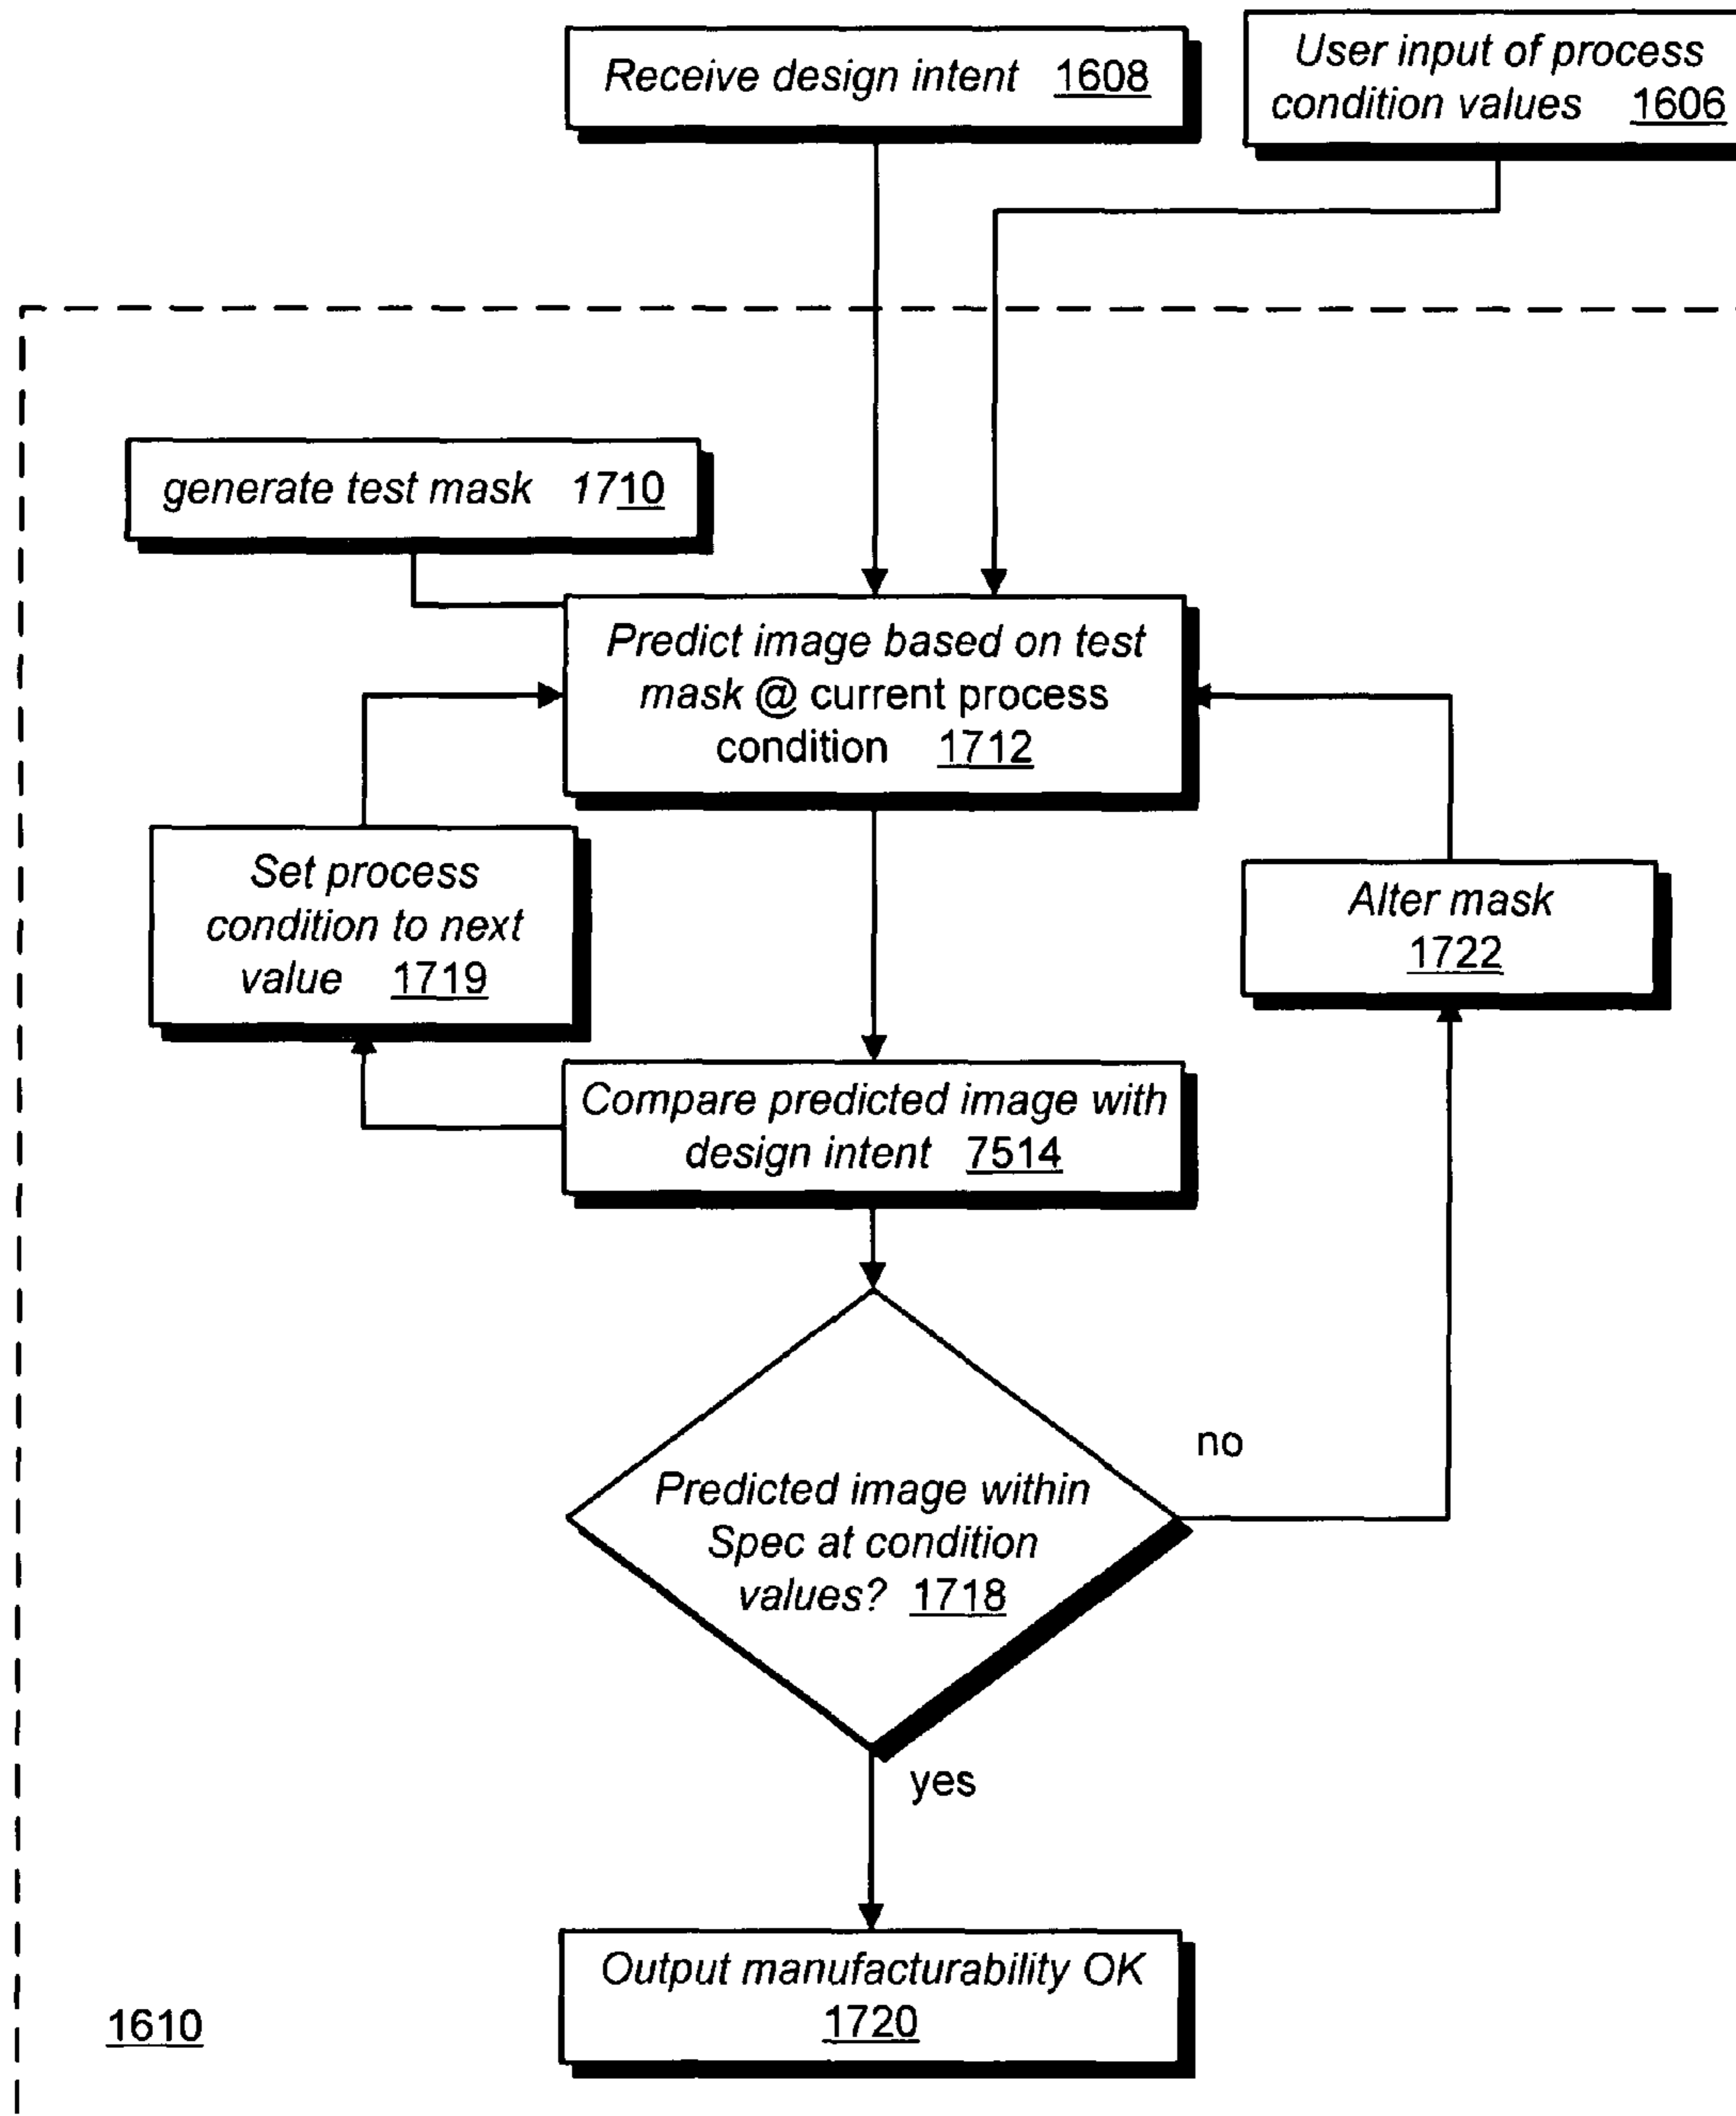 Receive design intent 1608
User input of process
condition values 1606
generate test mask 1710
Predict image based on test
mask @ current process
condition 1712
Set process
condition to next
value 1719
Alter mask
1722
Compare predicted image with
design intent 7514
no
Predicted image within
Spec at condition
values? 1718
yes
Output manufacturability OK
1720
1610